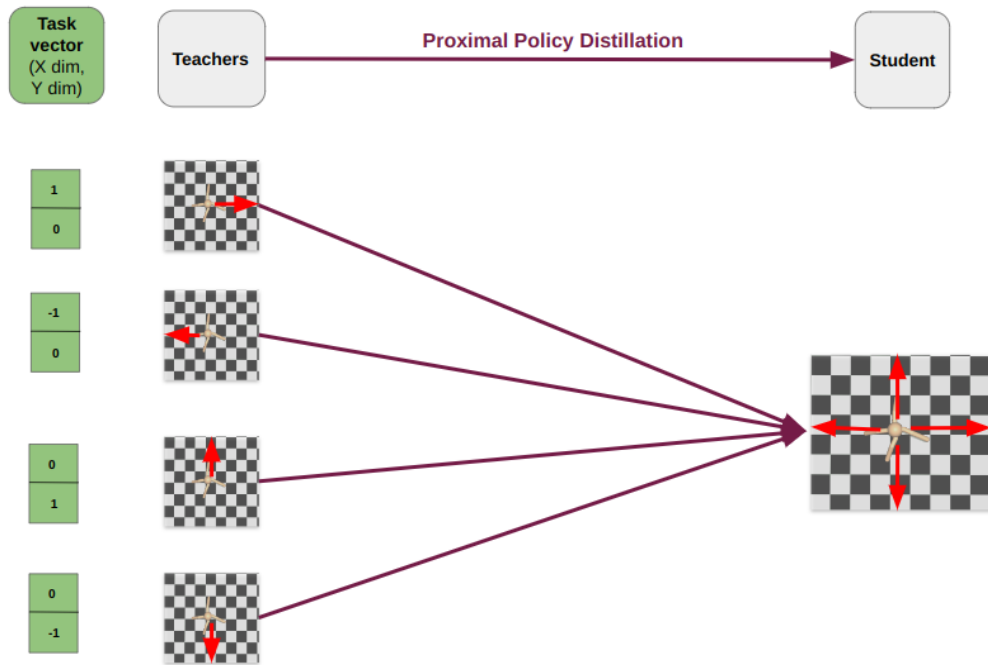 Task
vector
(X dim,
Y dim)
Teachers
Proximal Policy Distillation
Student
1
0
-1
0
0
1
0
-1